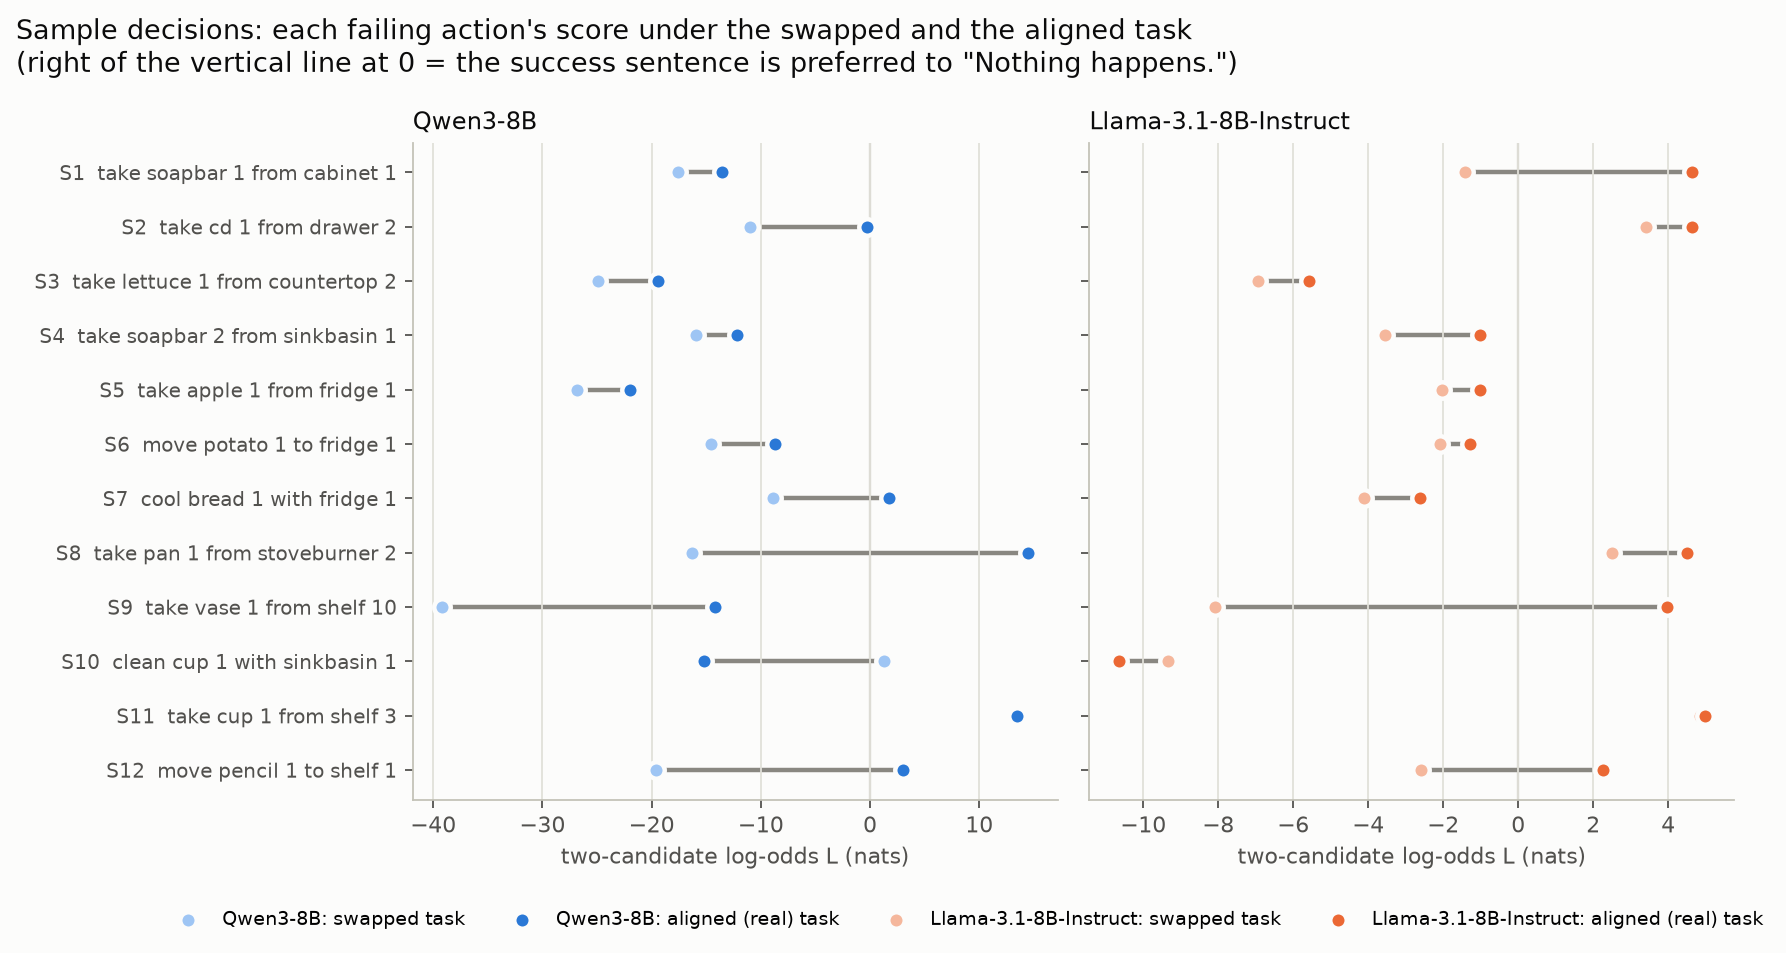 Sample decisions: each failing action's score under the swapped and the aligned task
(right of the vertical line at 0 = the success sentence is preferred to "Nothing happens.")
Qwen3-8B
Llama-3.1-8B-Instruct
S1 take soapbar 1 from cabinet 1
S2 take cd 1 from drawer 2
S3 take lettuce 1 from countertop 2
S4 take soapbar 2 from sinkbasin 1
S5 take apple 1 from fridge 1
S6 move potato 1 to fridge 1
S7 cool bread 1 with fridge 1
S8 take pan 1 from stoveburner 2
S9 take vase 1 from shelf 10
S10 clean cup 1 with sinkbasin 1
S11 take cup 1 from shelf 3
S12 move pencil 1 to shelf 1
−40 −30 −20 −10 0 10
−10 −8 −6 −4 −2 0 2 4
two-candidate log-odds L (nats)
two-candidate log-odds L (nats)
Qwen3-8B: swapped task
Qwen3-8B: aligned (real) task
Llama-3.1-8B-Instruct: swapped task
Llama-3.1-8B-Instruct: aligned (real) task